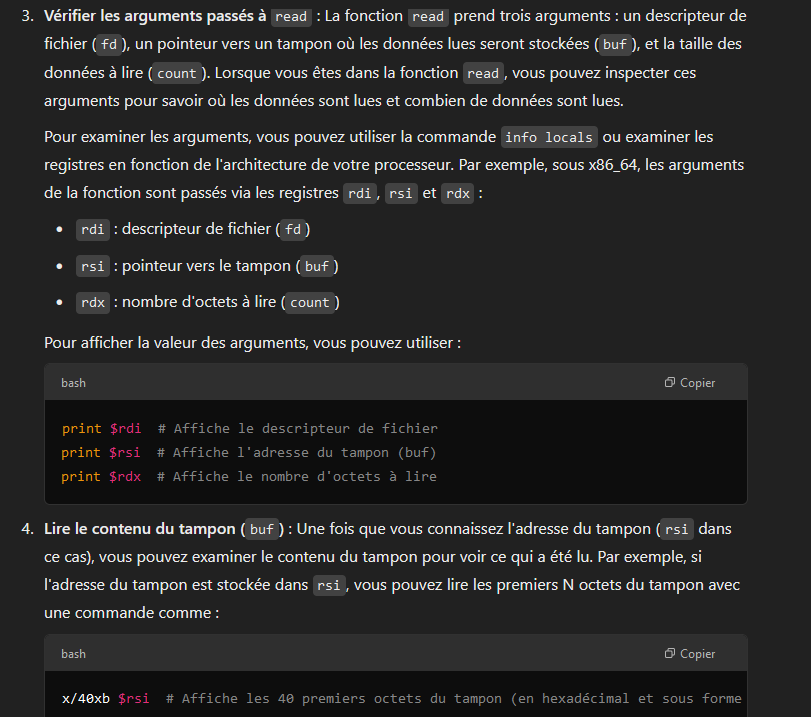 3. Vérifier les arguments passés à read : La fonction read prend trois arguments : un descripteur de
fichier (fd), un pointeur vers un tampon où les données lues seront stockées (buf), et la taille des
données à lire (count). Lorsque vous êtes dans la fonction read, vous pouvez inspecter ces
arguments pour savoir où les données sont lues et combien de données sont lues.
Pour examiner les arguments, vous pouvez utiliser la commande info locals ou examiner les
registres en fonction de l'architecture de votre processeur. Par exemple, sous x86_64, les arguments
de la fonction sont passés via les registres rdi, rsi et rdx :
• rdi : descripteur de fichier (fd)
• rsi : pointeur vers le tampon (buf)
• rdx : nombre d'octets à lire (count)
Pour afficher la valeur des arguments, vous pouvez utiliser :
bash Copier
print $rdi # Affiche le descripteur de fichier
print $rsi # Affiche l'adresse du tampon (buf)
print $rdx # Affiche le nombre d'octets à lire
4. Lire le contenu du tampon (buf) : Une fois que vous connaissez l'adresse du tampon (rsi dans
ce cas), vous pouvez examiner le contenu du tampon pour voir ce qui a été lu. Par exemple, si
l'adresse du tampon est stockée dans rsi, vous pouvez lire les premiers N octets du tampon avec
une commande comme :
bash Copier
x/40xb $rsi # Affiche les 40 premiers octets du tampon (en hexadécimal et sous forme